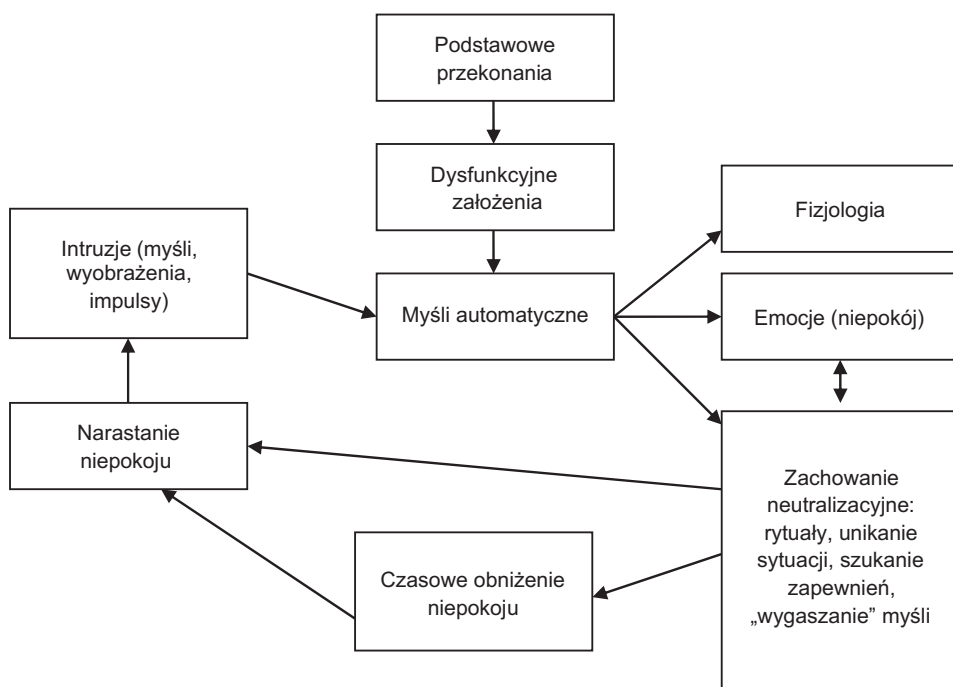 Podstawowe
przekonania
Dysfunkcyjne
założenia
Fizjologia
Intruzje (myśli,
wyobrażenia,
impulsy)
Myśli automatyczne
Emocje (niepokój)
Narastanie
niepokoju
Zachowanie
neutralizacyjne:
rytuały, unikanie
sytuacji, szukanie
zapewnień,
„wygaszanie” myśli
Czasowe obniżenie
niepokoju